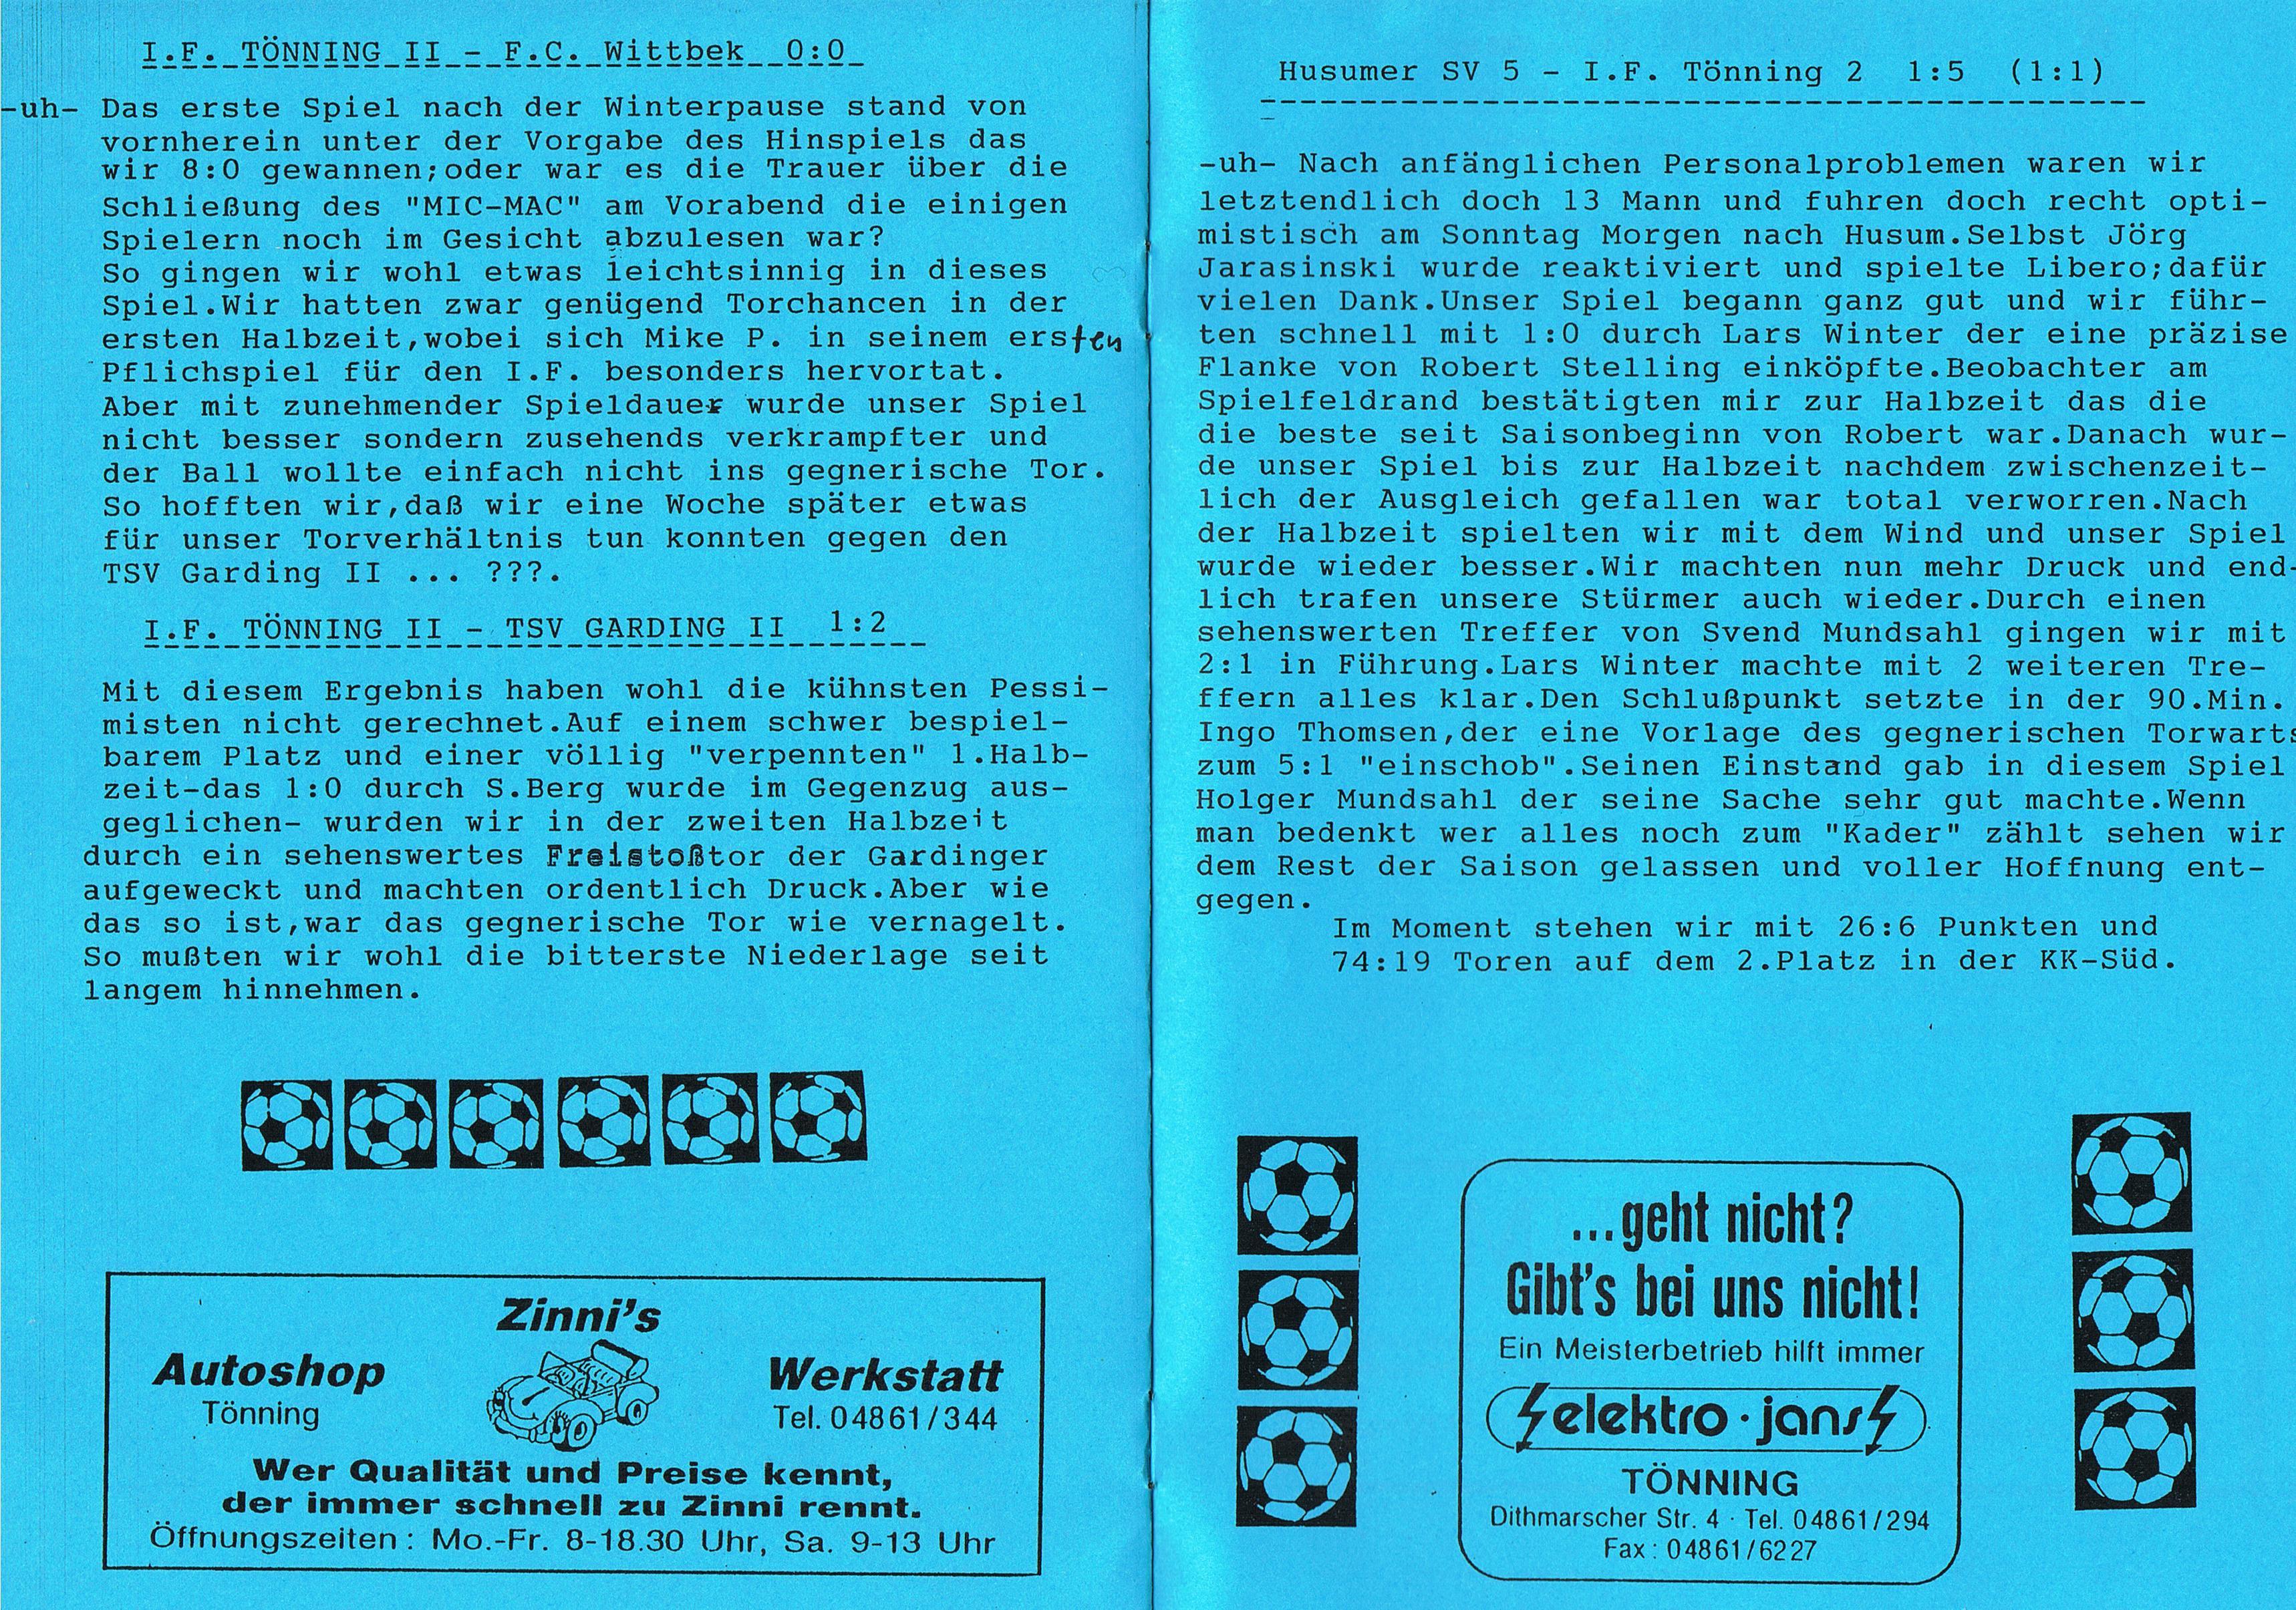 I.F. TÖNNING II - F.C. Wittbek 0:0
-uh- Das erste Spiel nach der Winterpause stand von
vornherein unter der Vorgabe des Hinspiels das
wir 8:0 gewannen;oder war es die Trauer über die
Schließung des "MIC-MAC" am Vorabend die einigen
Spielern noch im Gesicht abzulesen war?
So gingen wir wohl etwas leichtsinnig in dieses
Spiel.Wir hatten zwar genügend Torchancen in der
ersten Halbzeit,wobei sich Mike P. in seinem ersten
Pflichspiel für den I.F. besonders hervortat.
Aber mit zunehmender Spieldauer wurde unser Spiel
nicht besser sondern zusehends verkrampfter und
der Ball wollte einfach nicht ins gegnerische Tor.
So hofften wir,daß wir eine Woche später etwas
für unser Torverhältnis tun konnten gegen den
TSV Garding II ... ???.
I.F. TÖNNING II - TSV GARDING II 1:2
Mit diesem Ergebnis haben wohl die kühnsten Pessi-
misten nicht gerechnet.Auf einem schwer bespiel-
barem Platz und einer völlig "verpennten" 1.Halb-
zeit-das 1:0 durch S.Berg wurde im Gegenzug aus-
geglichen- wurden wir in der zweiten Halbzeit
durch ein sehenswertes Freistoßtor der Gardinger
aufgeweckt und machten ordentlich Druck.Aber wie
das so ist,war das gegnerische Tor wie vernagelt.
So mußten wir wohl die bitterste Niederlage seit
langem hinnehmen.
Zinni's
Autoshop
Werkstatt
Tönning
Tel. 04861/344
Wer Qualität und Preise kennt,
der immer schnell zu Zinni rennt.
Öffnungszeiten: Mo.-Fr. 8-18.30 Uhr, Sa. 9-13 Uhr
Husumer SV 5 - I.F. Tönning 2 1:5 (1:1)
-uh- Nach anfänglichen Personalproblemen waren wir
letztendlich doch 13 Mann und fuhren doch recht opti-
mistisch am Sonntag Morgen nach Husum.Selbst Jörg
Jarasinski wurde reaktiviert und spielte Libero;dafür
vielen Dank.Unser Spiel begann ganz gut und wir führ-
ten schnell mit 1:0 durch Lars Winter der eine präzise
Flanke von Robert Stelling einköpfte.Beobachter am
Spielfeldrand bestätigten mir zur Halbzeit das die
die beste seit Saisonbeginn von Robert war.Danach wur-
de unser Spiel bis zur Halbzeit nachdem zwischenzeit-
lich der Ausgleich gefallen war total verworren.Nach
der Halbzeit spielten wir mit dem Wind und unser Spiel
wurde wieder besser.Wir machten nun mehr Druck und end-
lich trafen unsere Stürmer auch wieder.Durch einen
sehenswerten Treffer von Svend Mundsahl gingen wir mit
2:1 in Führung.Lars Winter machte mit 2 weiteren Tre-
ffern alles klar.Den Schlußpunkt setzte in der 90.Min.
Ingo Thomsen,der eine Vorlage des gegnerischen Torwarts
zum 5:1 "einschob".Seinen Einstand gab in diesem Spiel
Holger Mundsahl der seine Sache sehr gut machte.Wenn
man bedenkt wer alles noch zum "Kader" zählt sehen wir
dem Rest der Saison gelassen und voller Hoffnung ent-
gegen.
Im Moment stehen wir mit 26:6 Punkten und
74:19 Toren auf dem 2.Platz in der KK-Süd.
...geht nicht?
Gibt's bei uns nicht!
Ein Meisterbetrieb hilft immer
elektro·jans
TÖNNING
Dithmarscher Str. 4 · Tel. 04861/294
Fax: 04861/6227